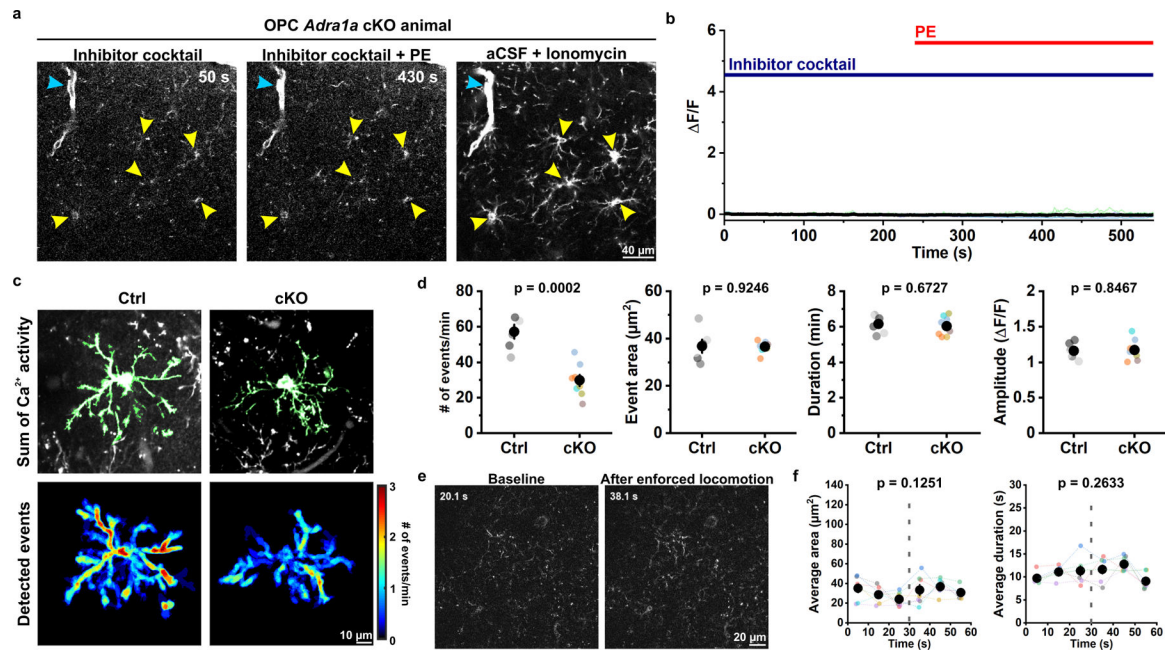 a
OPC Adra1a cKO animal
Inhibitor cocktail
Inhibitor cocktail + PE
aCSF + Ionomycin
50 s
430 s
40 µm
b
PE
Inhibitor cocktail
6
4
2
0
ΔF/F
0 100 200 300 400 500
Time (s)
c
Ctrl
cKO
Sum of Ca²⁺ activity
Detected events
3
2
1
0
# of events/min
10 µm
d
p = 0.0002
80
60
40
20
0
# of events/min
Ctrl cKO
p = 0.9246
60
40
20
0
Event area (µm²)
Ctrl cKO
p = 0.6727
8
6
4
2
0
Duration (min)
Ctrl cKO
p = 0.8467
2
1
0
Amplitude (ΔF/F)
Ctrl cKO
e
Baseline
After enforced locomotion
20.1 s
38.1 s
20 µm
f
p = 0.1251
140
120
100
80
60
40
20
0
Average area (µm²)
0 10 20 30 40 50 60
Time (s)
p = 0.2633
30
25
20
15
10
5
0
Average duration (s)
0 10 20 30 40 50 60
Time (s)